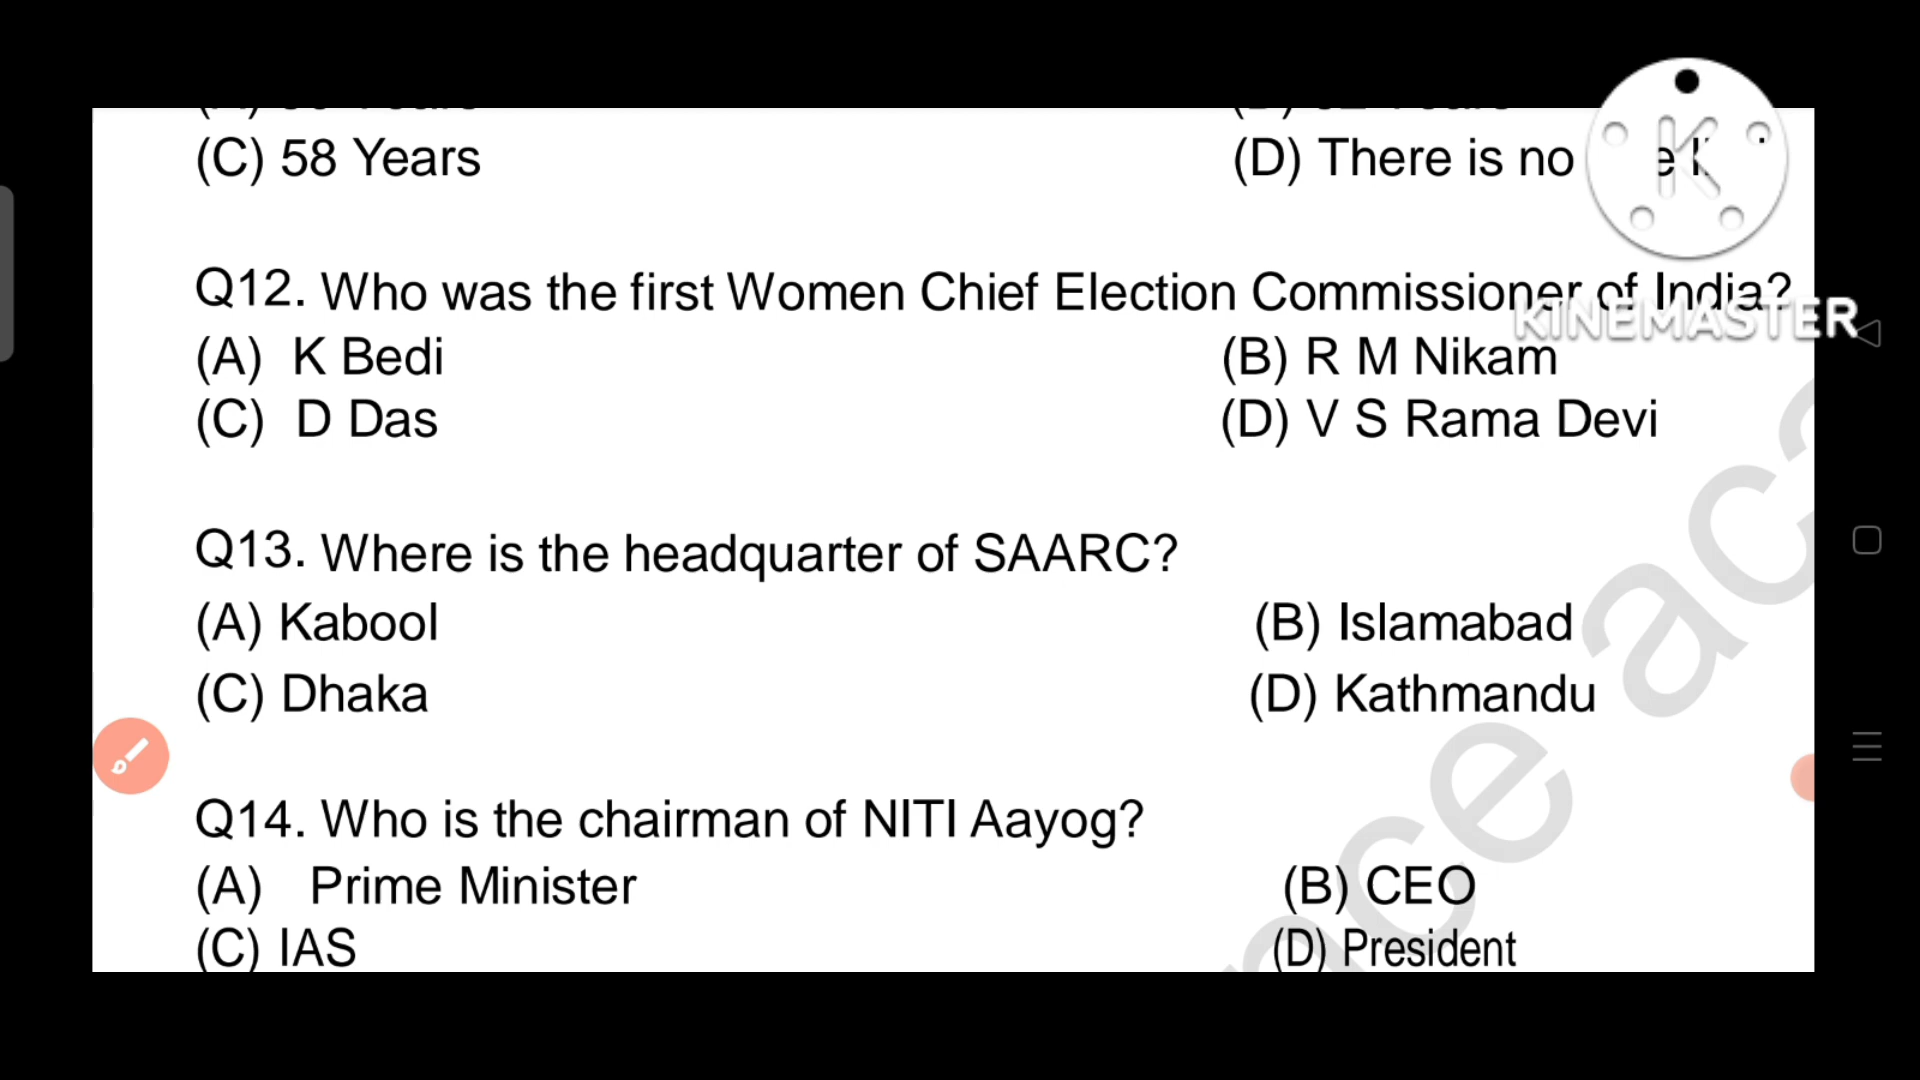 (C) 58 Years (D) There is no
Q12. Who was the first Women Chief Election Commissioner of India?
KINEMASTER
(A) K Bedi (B) R M Nikam
(C) D Das (D) V S Rama Devi
Q13. Where is the headquarter of SAARC?
(A) Kabool (B) Islamabad
(C) Dhaka (D) Kathmandu
Q14. Who is the chairman of NITI Aayog?
(A) Prime Minister (B) CEO
(C) IAS (D) President